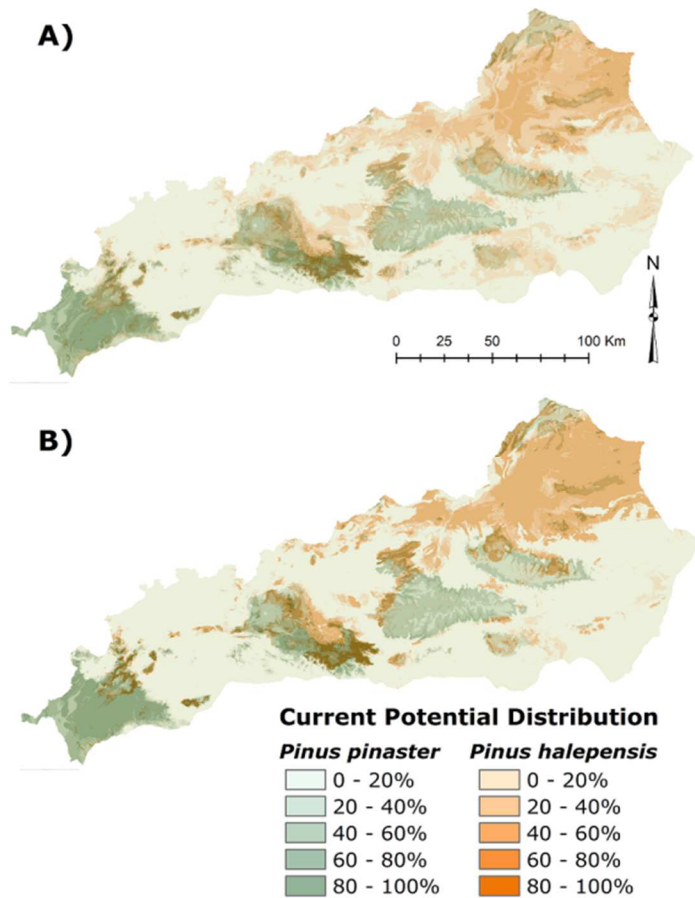 A)
N
0 25 50 100 Km
B)
Current Potential Distribution
Pinus pinaster Pinus halepensis
0 - 20% 0 - 20%
20 - 40% 20 - 40%
40 - 60% 40 - 60%
60 - 80% 60 - 80%
80 - 100% 80 - 100%